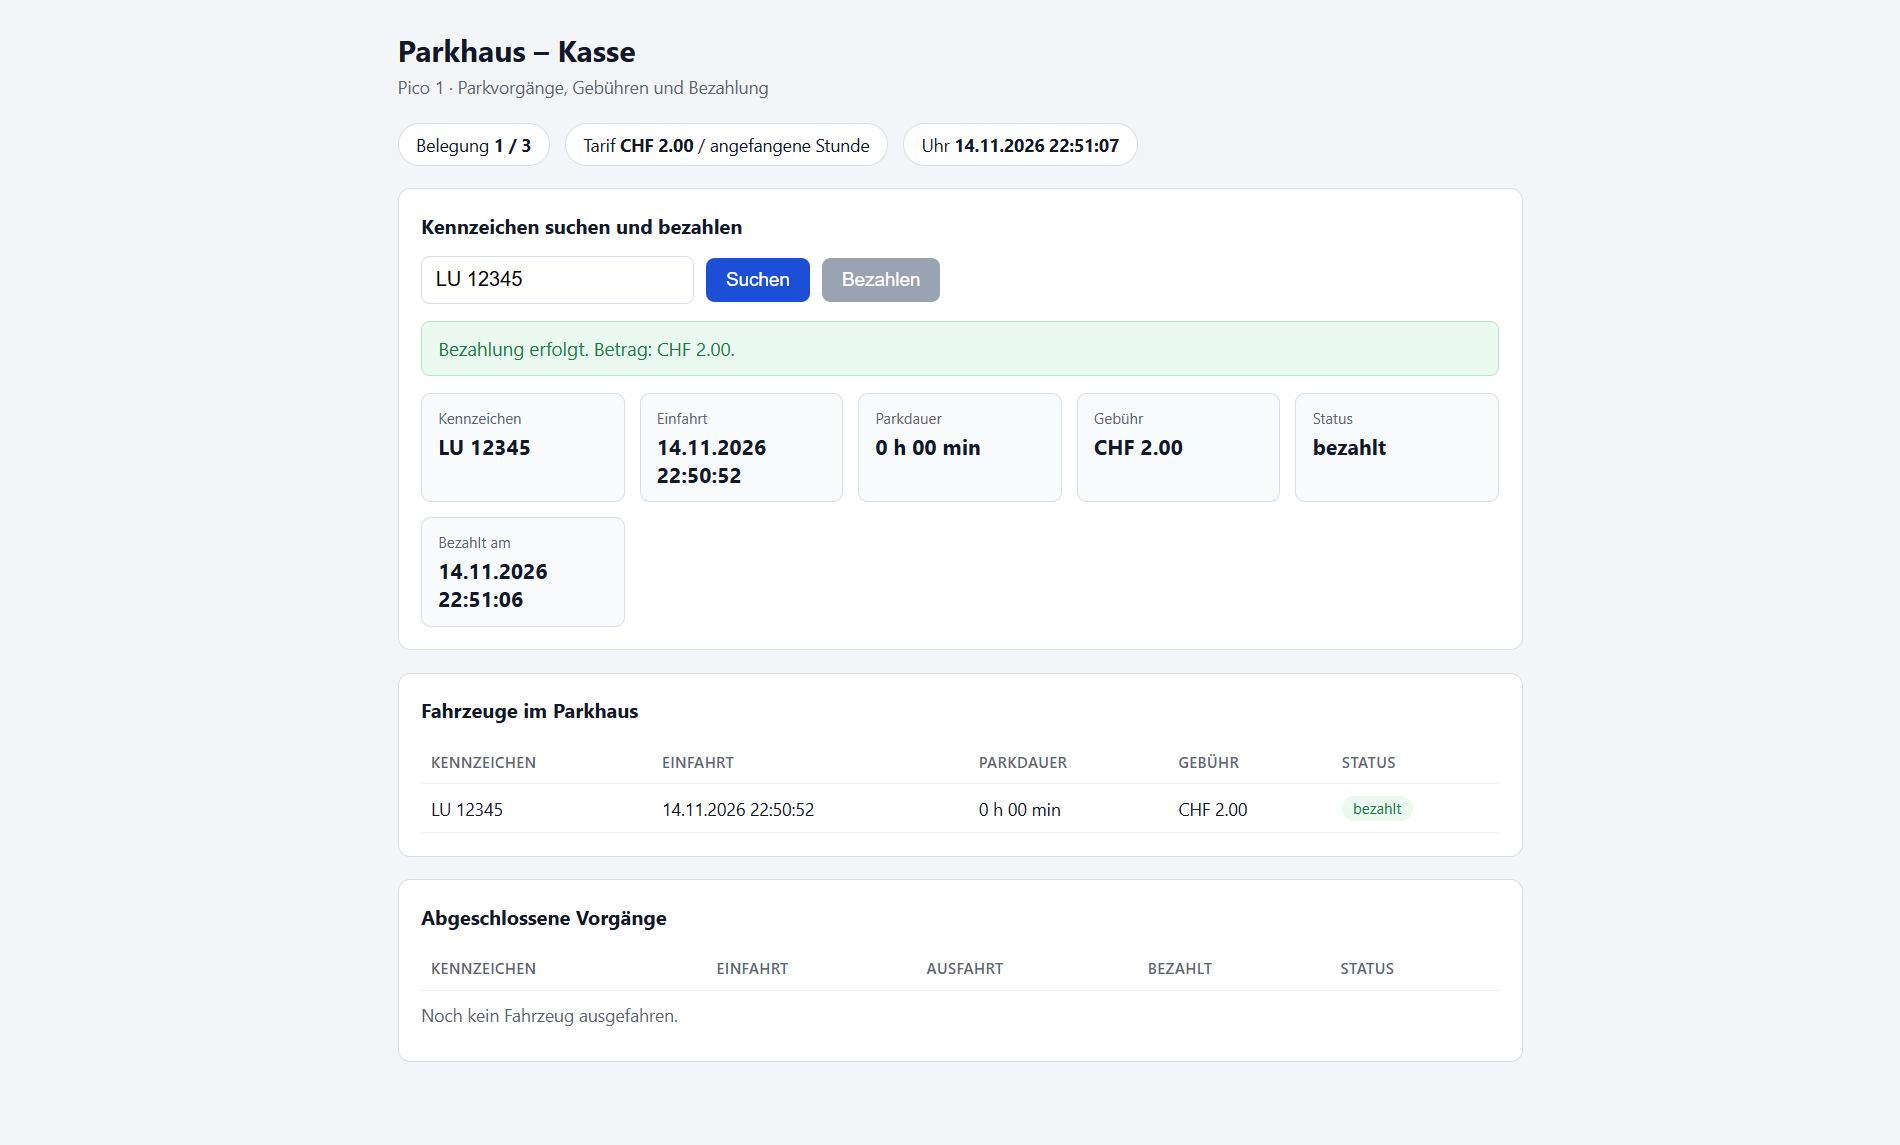 Parkhaus – Kasse
Pico 1 · Parkvorgänge, Gebühren und Bezahlung
Belegung 1 / 3
Tarif CHF 2.00 / angefangene Stunde
Uhr 14.11.2026 22:51:07
Kennzeichen suchen und bezahlen
LU 12345
Suchen
Bezahlen
Bezahlung erfolgt. Betrag: CHF 2.00.
Kennzeichen
LU 12345
Einfahrt
14.11.2026
22:50:52
Parkdauer
0 h 00 min
Gebühr
CHF 2.00
Status
bezahlt
Bezahlt am
14.11.2026
22:51:06
Fahrzeuge im Parkhaus
KENNZEICHEN EINFAHRT PARKDAUER GEBÜHR STATUS
LU 12345 14.11.2026 22:50:52 0 h 00 min CHF 2.00 bezahlt
Abgeschlossene Vorgänge
KENNZEICHEN EINFAHRT AUSFAHRT BEZAHLT STATUS
Noch kein Fahrzeug ausgefahren.